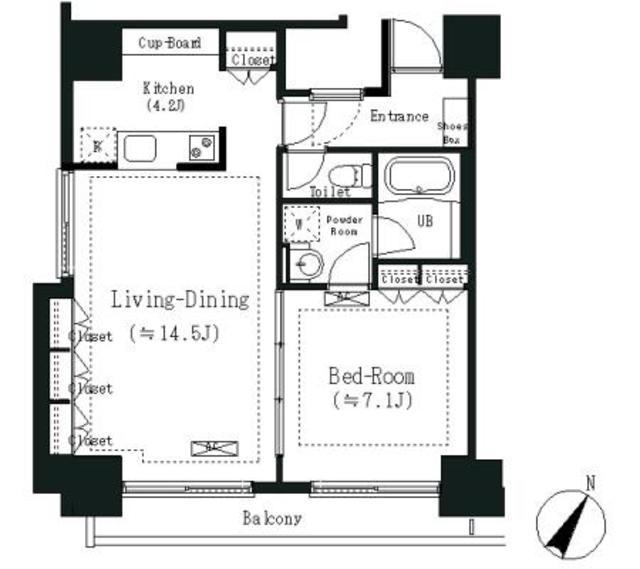 Cup-Board
Closet
Kitchen
(4.2J)
Entrance
Shoes
Box
Toilet
UB
W
Powder
Room
Closet
Closet
AC
Living-Dining
(≒14.5J)
Closet
Closet
Closet
Bed-Room
(≒7.1J)
AC
Balcony
N